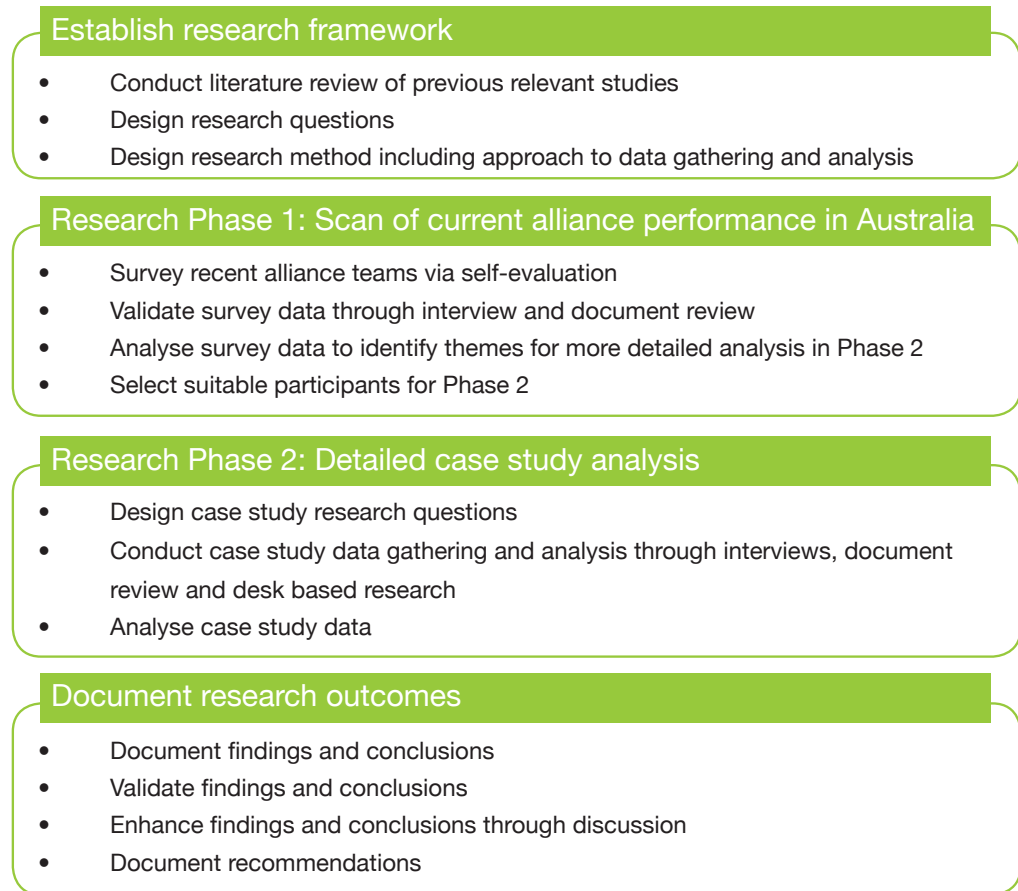 Establish research framework
• Conduct literature review of previous relevant studies
• Design research questions
• Design research method including approach to data gathering and analysis
Research Phase 1: Scan of current alliance performance in Australia
• Survey recent alliance teams via self-evaluation
• Validate survey data through interview and document review
• Analyse survey data to identify themes for more detailed analysis in Phase 2
• Select suitable participants for Phase 2
Research Phase 2: Detailed case study analysis
• Design case study research questions
• Conduct case study data gathering and analysis through interviews, document
review and desk based research
• Analyse case study data
Document research outcomes
• Document findings and conclusions
• Validate findings and conclusions
• Enhance findings and conclusions through discussion
• Document recommendations